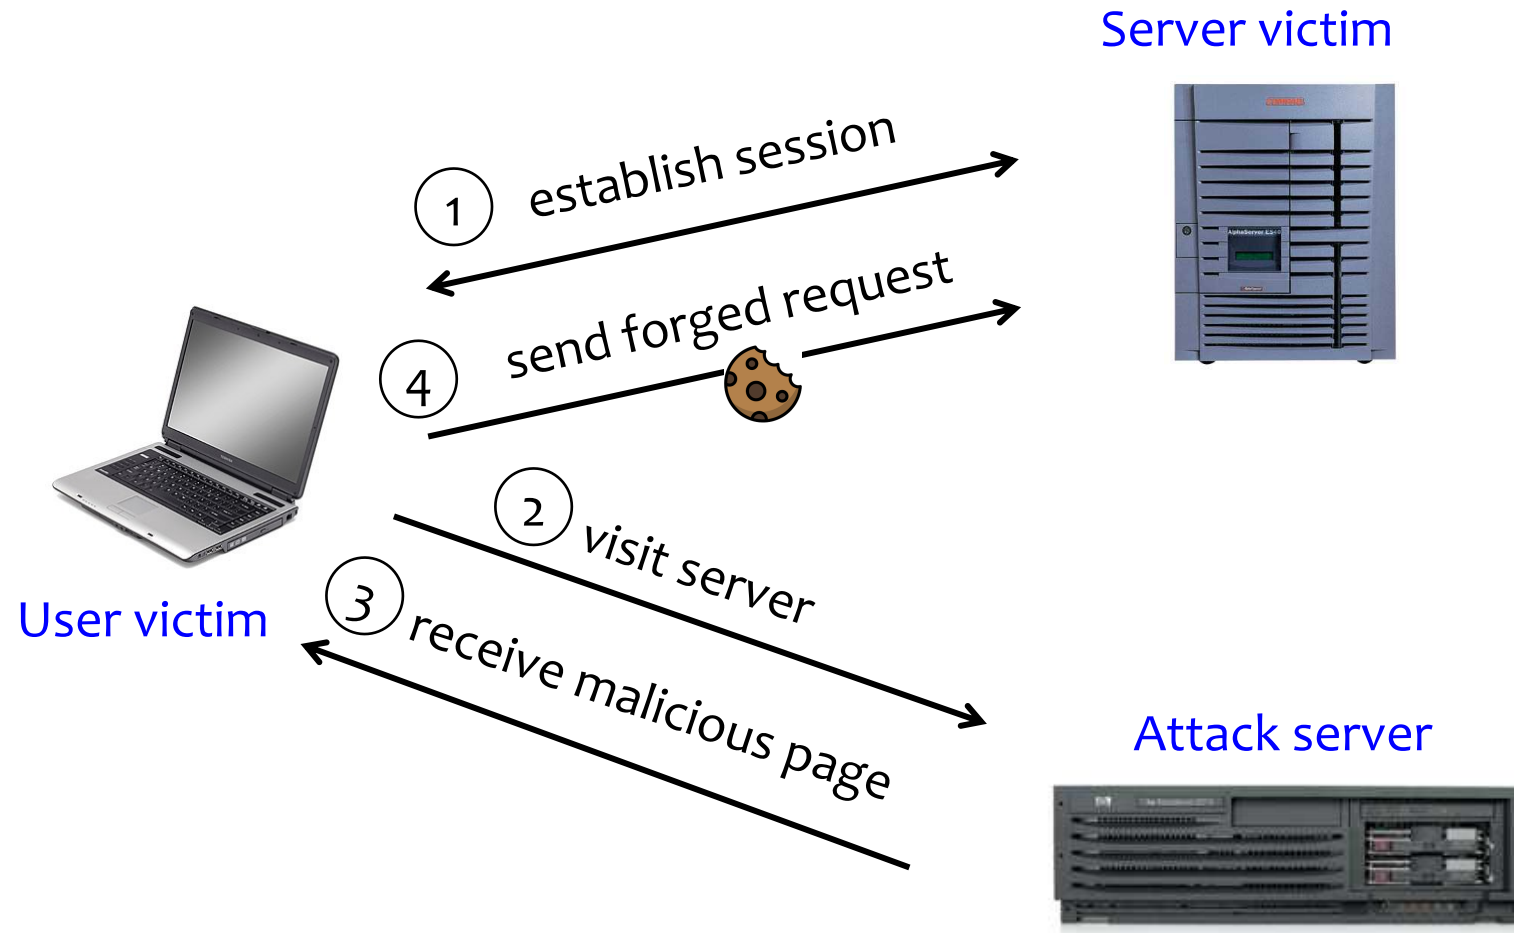 Server victim
1 establish session
4 send forged request
2 visit server
User victim
3 receive malicious page
Attack server